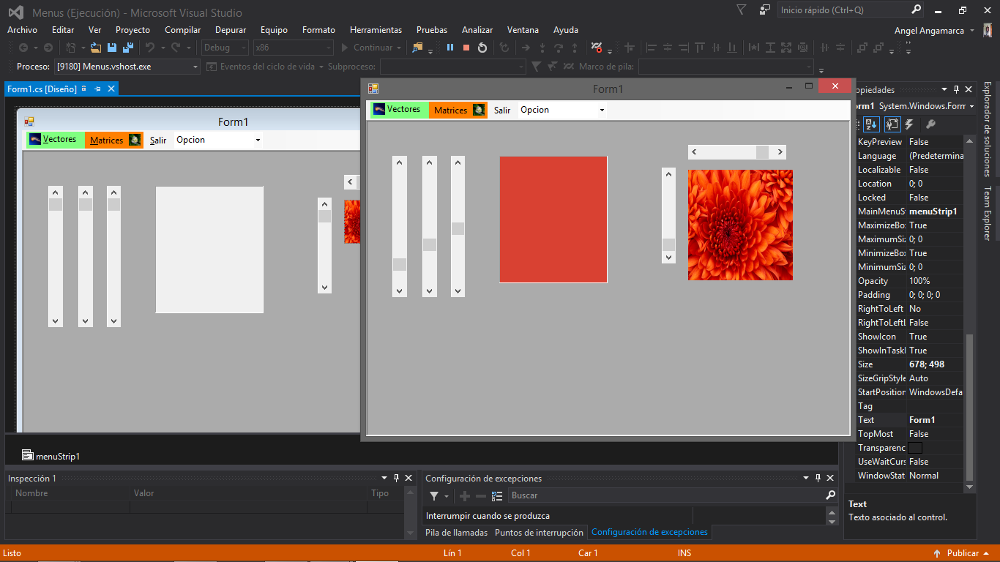 Menus (Ejecución) - Microsoft Visual Studio
Inicio rápido (Ctrl+Q)
Archivo Editar Ver Proyecto Compilar Depurar Equipo Formato Herramientas Pruebas Analizar Ventana Ayuda
Angel Angamarca
Debug x86 Continuar
Proceso: [9180] Menus.vshost.exe Eventos del ciclo de vida Subproceso: Marco de pila:
Form1.cs [Diseño]
Form1
Vectores Matrices Salir Opcion
Form1
Vectores Matrices Salir Opcion
menuStrip1
opiedades
orm1 System.Windows.Form
KeyPreview False
Language (Predetermina
Localizable False
Location 0; 0
Locked False
MainMenuSt menuStrip1
MaximizeBo: True
MaximumSiz 0; 0
MinimizeBo: True
MinimumSiz 0; 0
Opacity 100%
Padding 0; 0; 0; 0
RightToLeft No
RightToLeftl False
ShowIcon True
ShowInTaskl True
Size 678; 498
SizeGripStyle Auto
StartPosition WindowsDefa
Tag
Text Form1
TopMost False
Transparenc
UseWaitCurs False
WindowStat Normal
Text
Texto asociado al control.
Explorador de soluciones
Team Explorer
Inspección 1
Nombre Valor Tipo
Configuración de excepciones
Buscar
Interrumpir cuando se produzca
Pila de llamadas Puntos de interrupción Configuración de excepciones
Listo Lín 1 Col 1 Car 1 INS Publicar